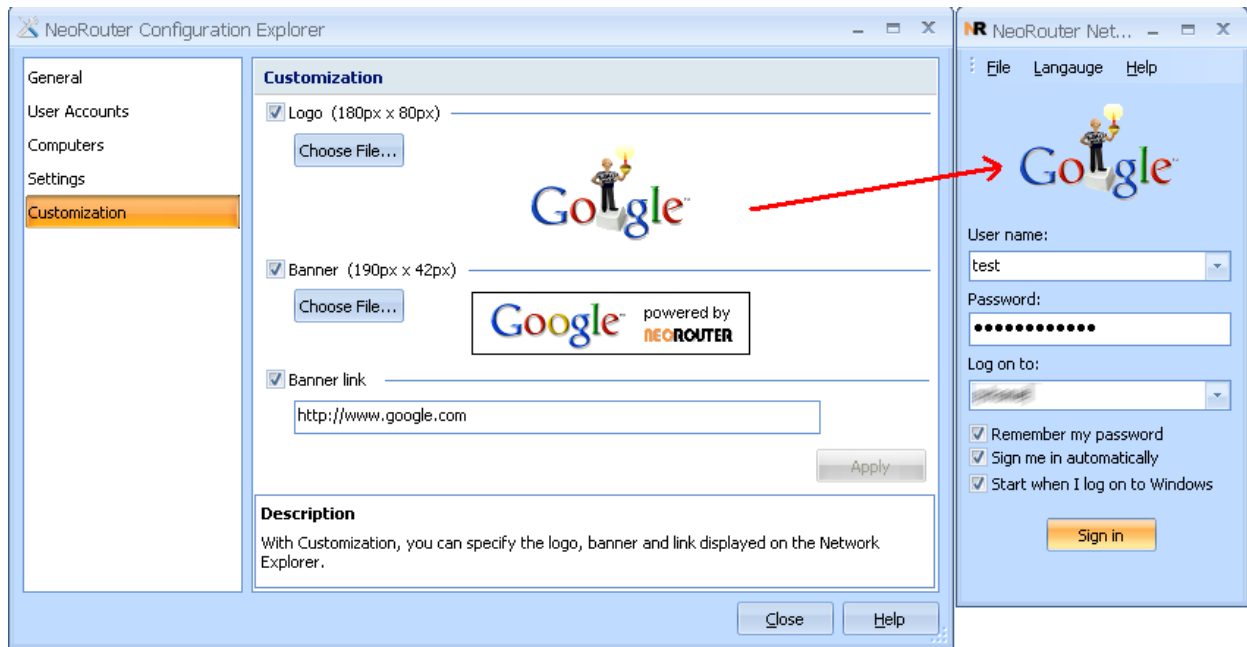 NeoRouter Configuration Explorer
General
User Accounts
Computers
Settings
Customization
Customization
Logo (180px x 80px)
Choose File...
Google™
Banner (190px x 42px)
Choose File...
Google™ powered by
NEOROUTER
Banner link
http://www.google.com
Apply
Description
With Customization, you can specify the logo, banner and link displayed on the Network
Explorer.
Close
Help
NR NeoRouter Net...
File Langauge Help
Google™
User name:
test
Password:
Log on to:
Remember my password
Sign me in automatically
Start when I log on to Windows
Sign in